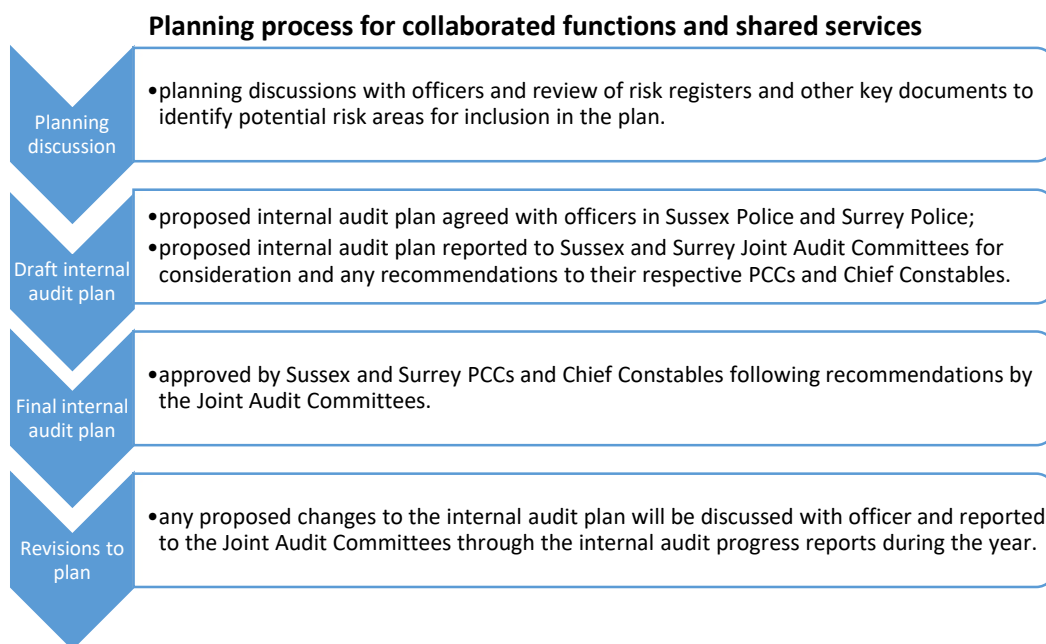 Planning process for collaborated functions and shared services
Planning
discussion
•planning discussions with officers and review of risk registers and other key documents to
identify potential risk areas for inclusion in the plan.
Draft internal
audit plan
•proposed internal audit plan agreed with officers in Sussex Police and Surrey Police;
•proposed internal audit plan reported to Sussex and Surrey Joint Audit Committees for
consideration and any recommendations to their respective PCCs and Chief Constables.
Final internal
audit plan
•approved by Sussex and Surrey PCCs and Chief Constables following recommendations by
the Joint Audit Committees.
Revisions to
plan
•any proposed changes to the internal audit plan will be discussed with officer and reported
to the Joint Audit Committees through the internal audit progress reports during the year.